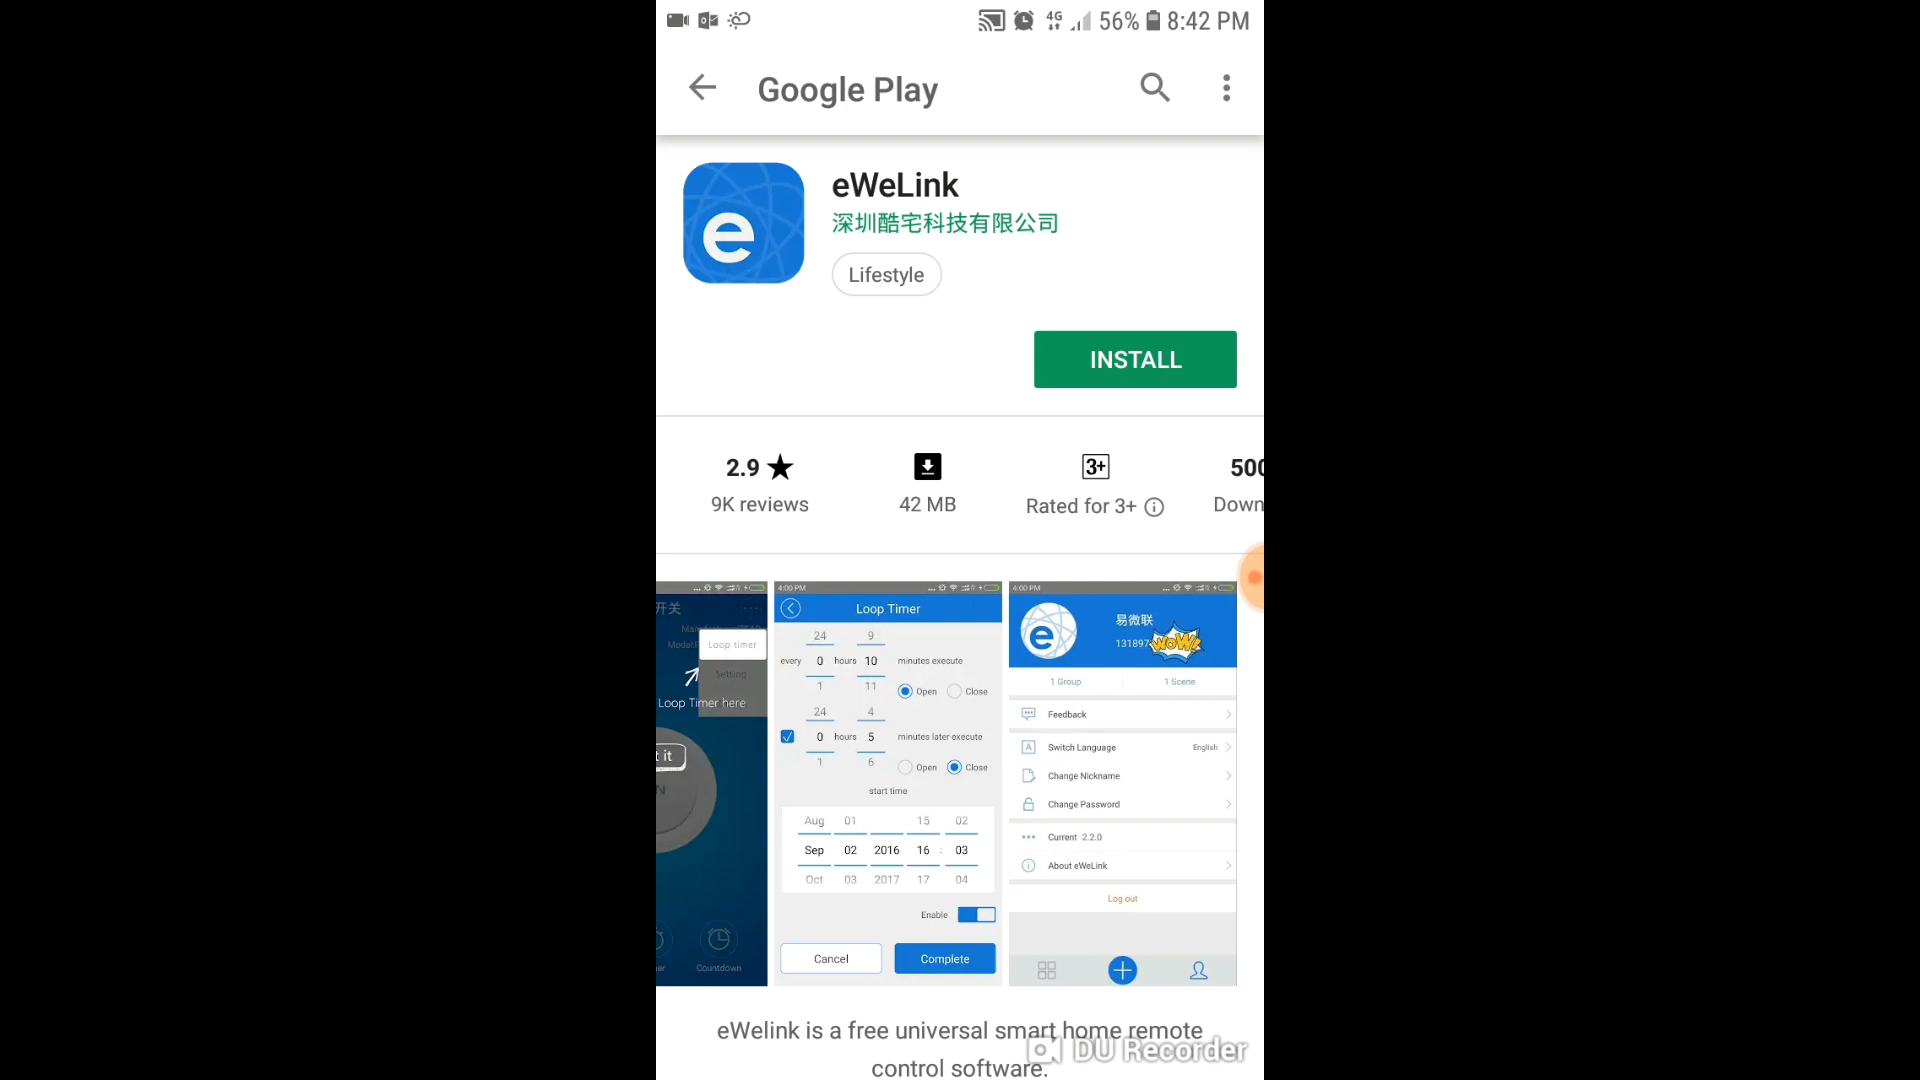 4G 56% 8:42 PM
Google Play
eWeLink
深圳酷宅科技有限公司
Lifestyle
INSTALL
2.9 ★
9K reviews
42 MB
3+
Rated for 3+
500
Down
开关
Loop timer
Setting
Loop Timer here
t it
N
er
Countdown
4:00 PM
Loop Timer
24 9
every 0 hours 10 minutes execute
1 11
Open Close
24 4
0 hours 5 minutes later execute
1 6
Open Close
start time
Aug 01 15 02
Sep 02 2016 16 : 03
Oct 03 2017 17 04
Enable
Cancel Complete
4:00 PM
e
易微联
131897
WOW!
1 Group 1 Scene
Feedback
Switch Language English
Change Nickname
Change Password
Current 2.2.0
About eWeLink
Log out
eWelink is a free universal smart home remote
control software.
DU Recorder